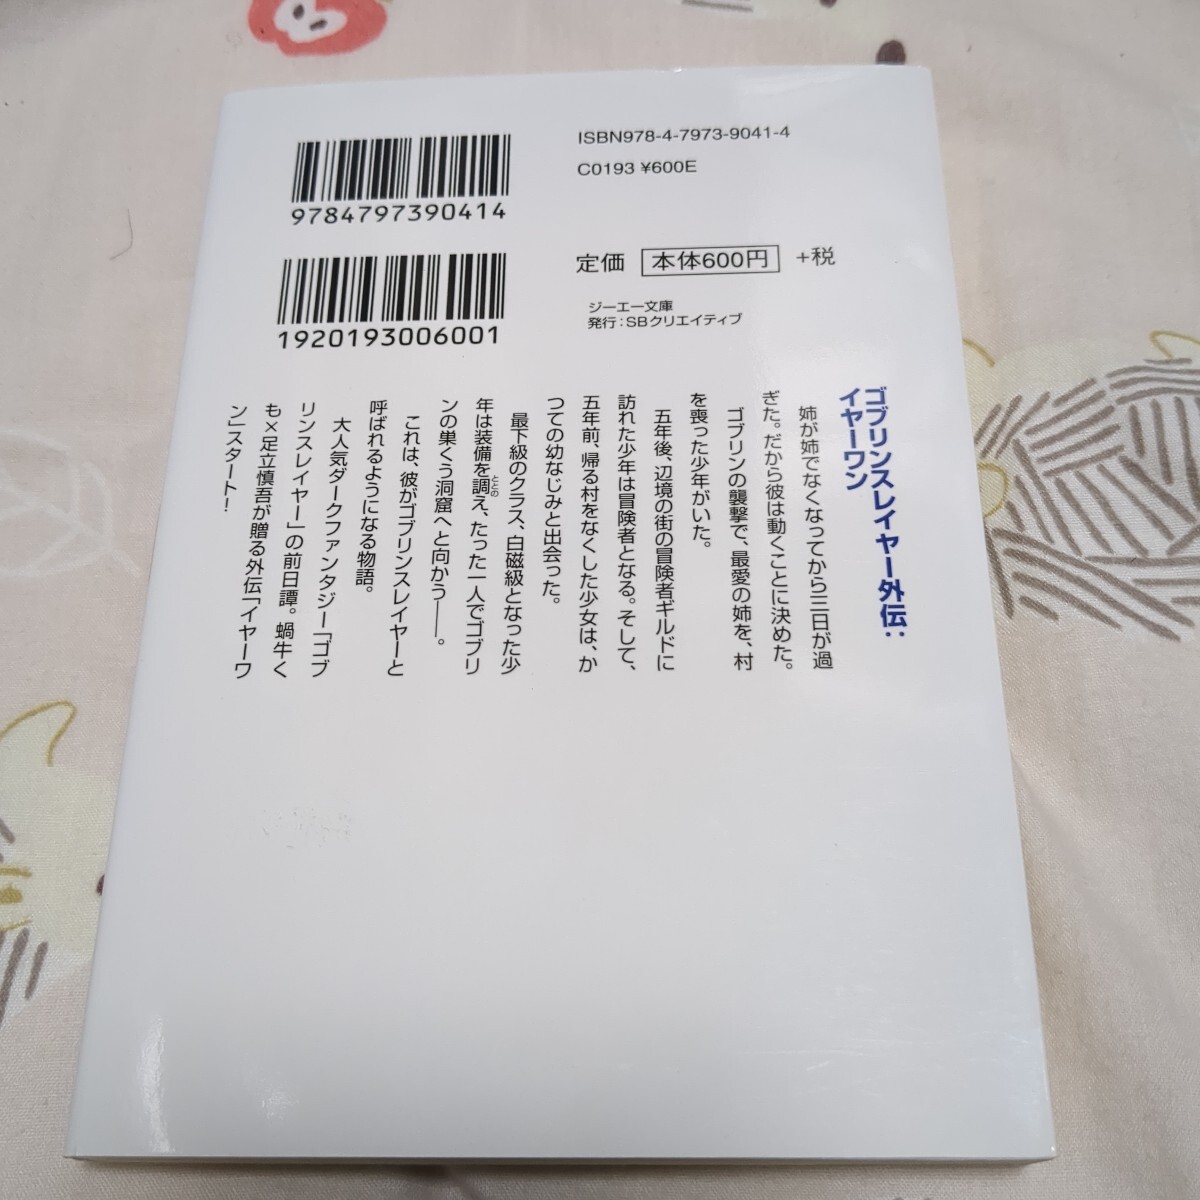 ISBN978-4-7973-9041-4
C0193 ¥600E
9784797390414
定価 本体600円 +税
1920193006001
ジーエー文庫
発行:SBクリエイティブ
ゴブリンスレイヤー外伝:
イヤーワン
姉が姉でなくなってから三日が過
ぎた。だから彼は動くことに決めた。
ゴブリンの襲撃で、最愛の姉を、村
を喪った少年がいた。
五年後、辺境の街の冒険者ギルドに
訪れた少年は冒険者となる。そして、
五年前、帰る村をなくした少女は、か
つての幼なじみと出会った。
最下級のクラス、白磁級となった少
年は装備を調え、たった一人でゴブリ
ととの
ンの巣くう洞窟へと向かう――。
これは、彼がゴブリンスレイヤーと
呼ばれるようになる物語。
大人気ダークファンタジー「ゴブ
リンスレイヤー」の前日譚。蝸牛く
も×足立慎吾が贈る外伝「イヤーワ
ン」スタート!